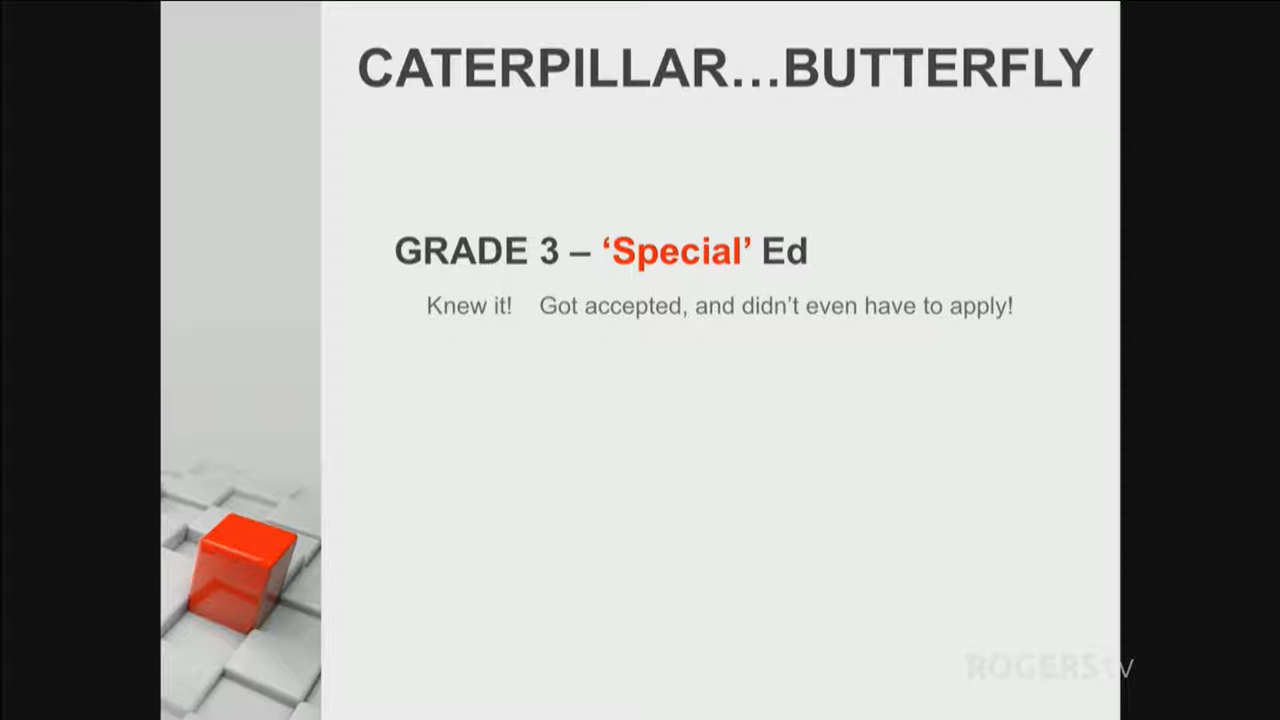 CATERPILLAR…BUTTERFLY
GRADE 3 – ‘Special’ Ed
Knew it! Got accepted, and didn’t even have to apply!
ROGERS tv